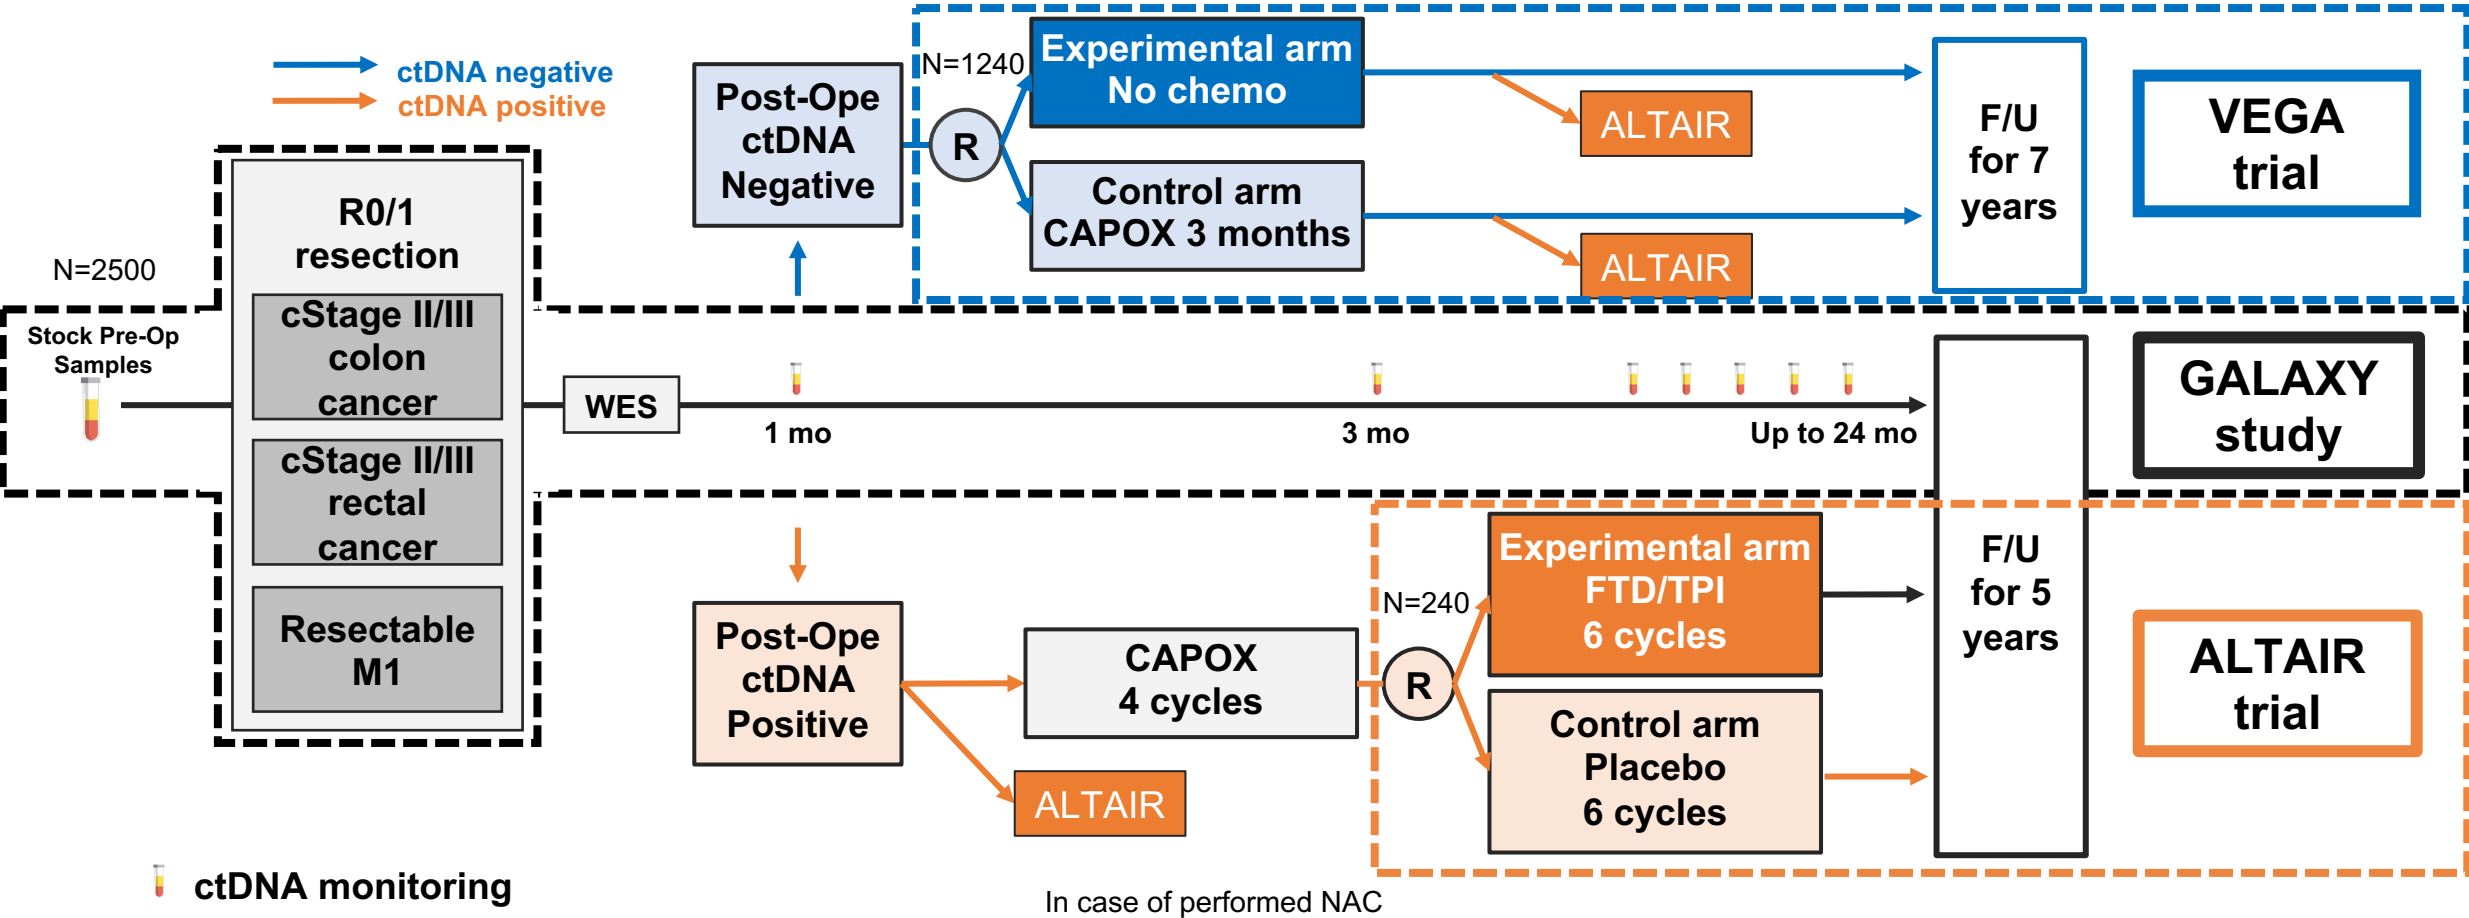 ctDNA negative
ctDNA positive
N=2500
Stock Pre-Op
Samples
R0/1
resection
cStage II/III
colon
cancer
cStage II/III
rectal
cancer
Resectable
M1
WES
Post-Ope
ctDNA
Negative
N=1240
R
Experimental arm
No chemo
Control arm
CAPOX 3 months
ALTAIR
ALTAIR
F/U
for 7
years
VEGA
trial
1 mo
3 mo
Up to 24 mo
GALAXY
study
Post-Ope
ctDNA
Positive
CAPOX
4 cycles
ALTAIR
N=240
R
Experimental arm
FTD/TPI
6 cycles
Control arm
Placebo
6 cycles
F/U
for 5
years
ALTAIR
trial
ctDNA monitoring
In case of performed NAC